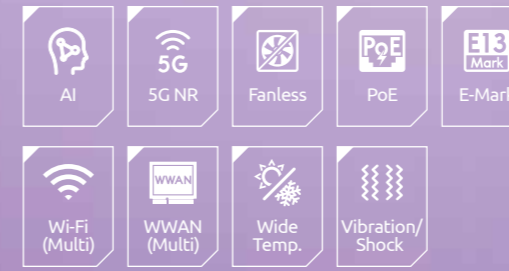 5G
PoE
E13
Mark
AI
5G NR
Fanless
PoE
E-Mark
WWAN
Wi-Fi
(Multi)
WWAN
(Multi)
Wide
Temp.
Vibration/
Shock